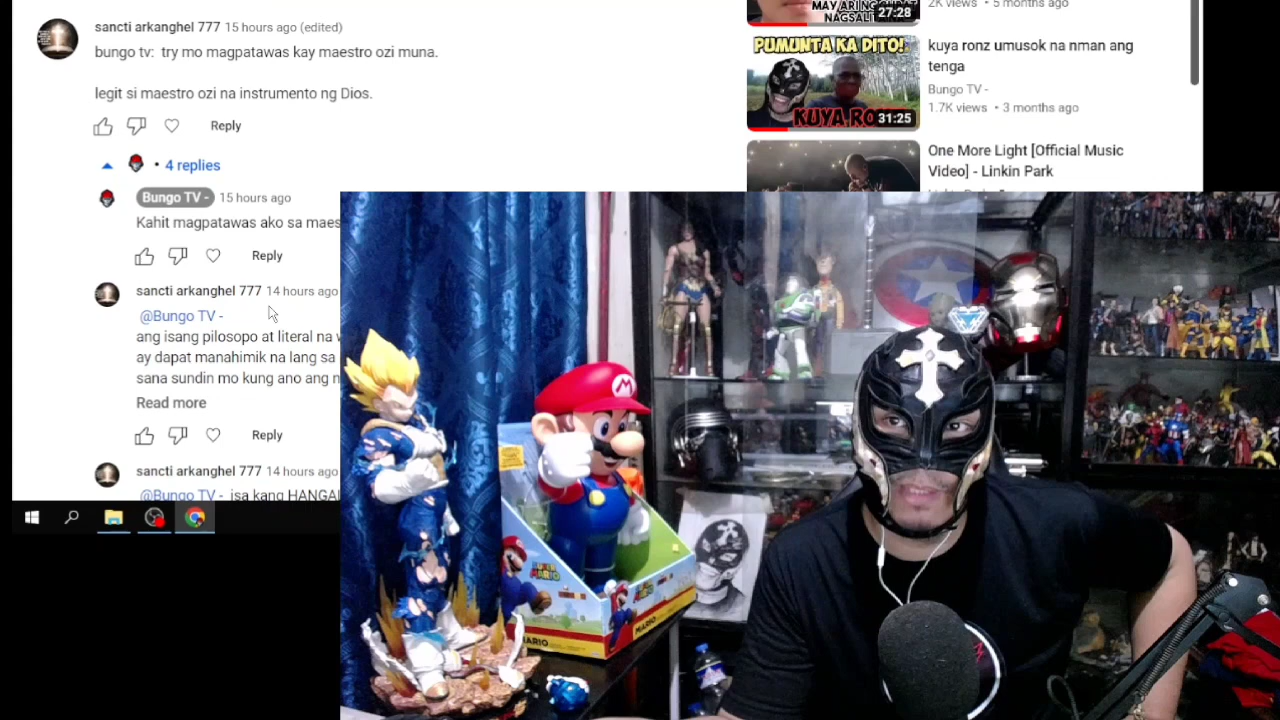 sancti arkanghel 777 15 hours ago (edited)
bungo tv: try mo magpatawas kay maestro ozi muna.
legit si maestro ozi na instrumento ng Dios.
Reply
• 4 replies
Bungo TV - 15 hours ago
Kahit magpatawas ako sa
Reply
sancti arkanghel 777 14 hours ago
@Bungo TV -
ang isang pilosopo at literal na
ay dapat manahimik na lang sa
sana sundin mo kung ano ang
Read more
Reply
sancti arkanghel 777 14 hours ago
@Bungo TV - isa kang
27:28
2K views • 5 months ago
PUMUNTA KA DITO!
31:25
kuya ronz umusok na nman ang
tenga
Bungo TV -
1.7K views • 3 months ago
One More Light [Official Music
Video] - Linkin Park
M
MARIO